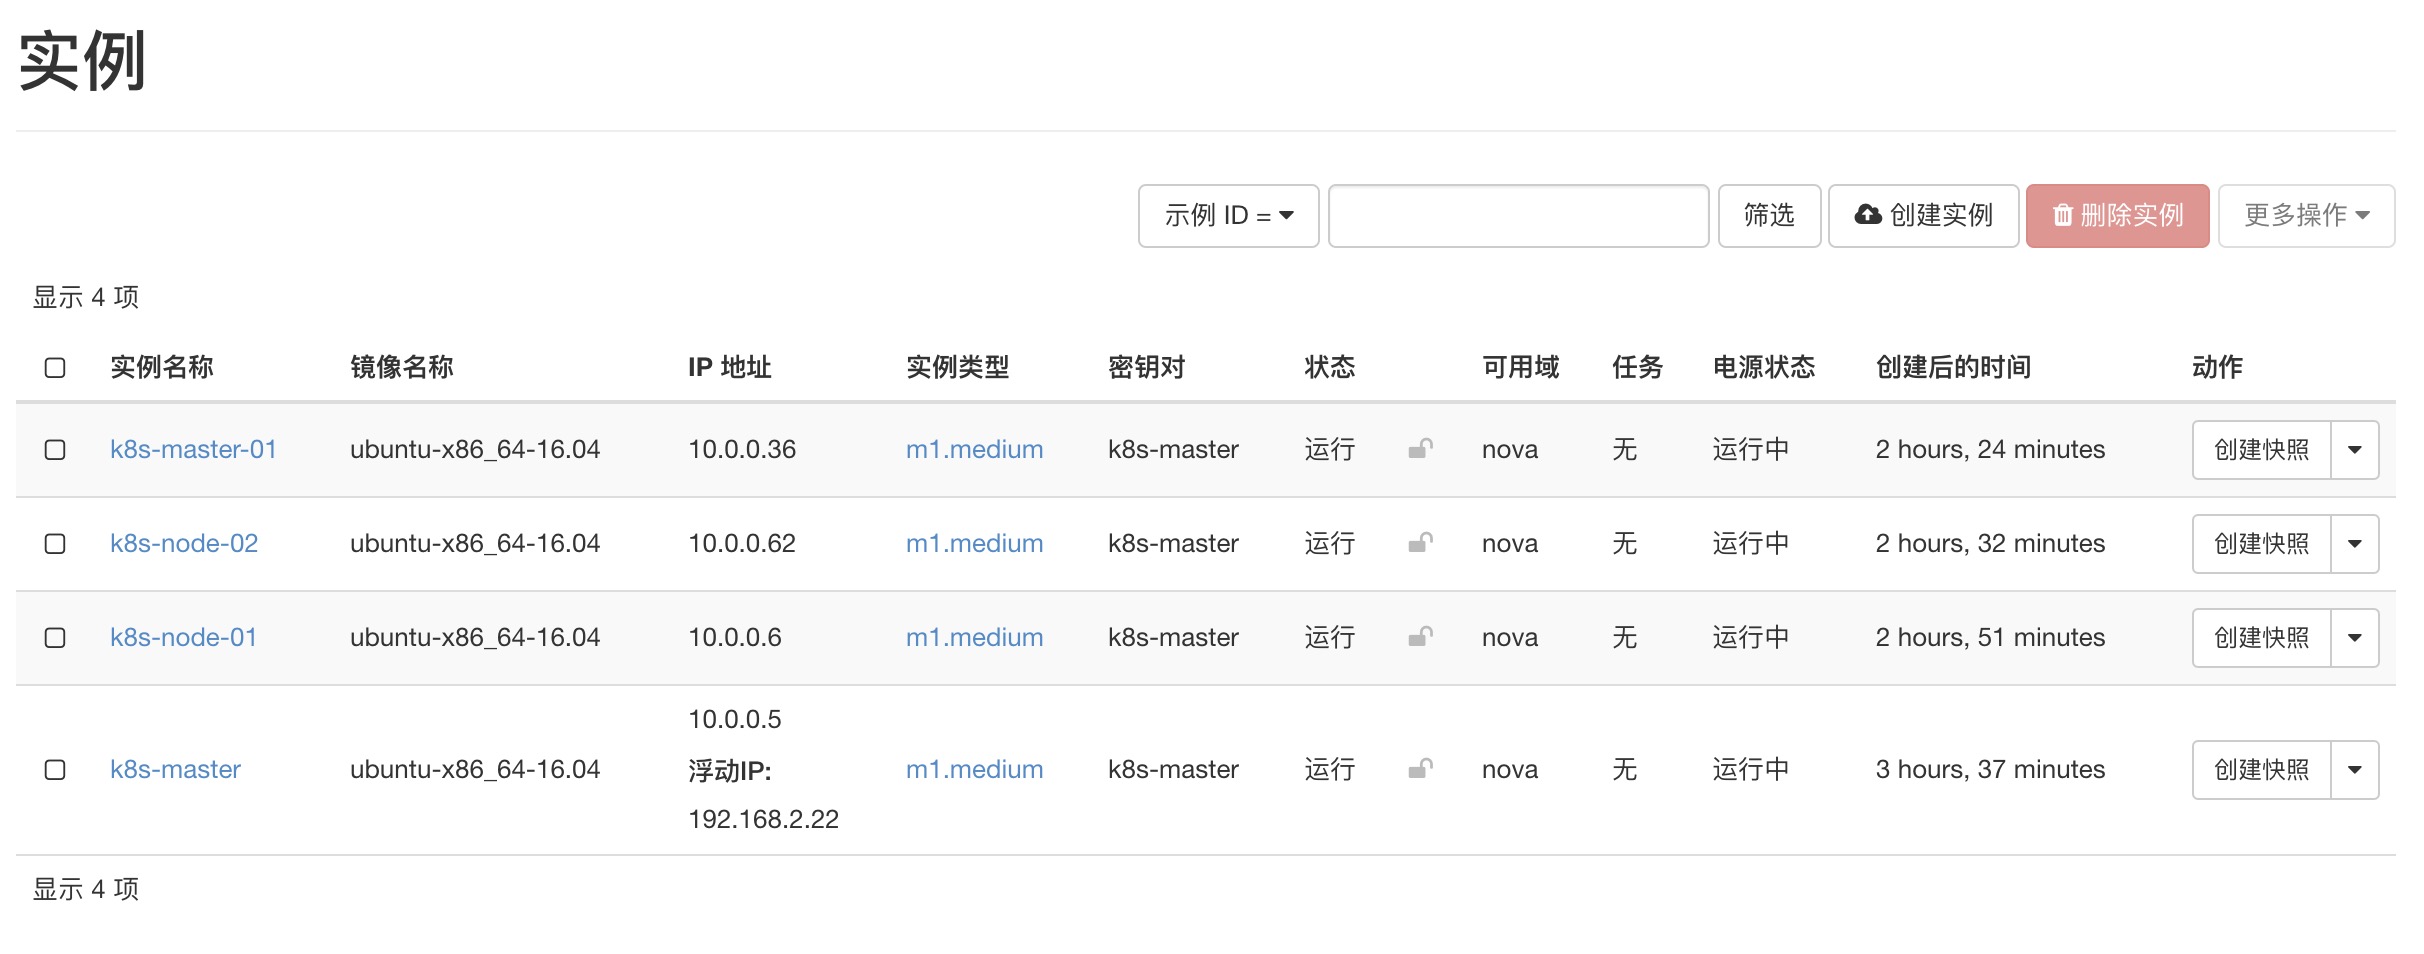 实例
示例 ID = 筛选 创建实例 删除实例 更多操作
显示 4 项
实例名称 镜像名称 IP 地址 实例类型 密钥对 状态 可用域 任务 电源状态 创建后的时间 动作
k8s-master-01 ubuntu-x86_64-16.04 10.0.0.36 m1.medium k8s-master 运行 nova 无 运行中 2 hours, 24 minutes 创建快照
k8s-node-02 ubuntu-x86_64-16.04 10.0.0.62 m1.medium k8s-master 运行 nova 无 运行中 2 hours, 32 minutes 创建快照
k8s-node-01 ubuntu-x86_64-16.04 10.0.0.6 m1.medium k8s-master 运行 nova 无 运行中 2 hours, 51 minutes 创建快照
10.0.0.5
k8s-master ubuntu-x86_64-16.04 浮动IP: m1.medium k8s-master 运行 nova 无 运行中 3 hours, 37 minutes 创建快照
192.168.2.22
显示 4 项